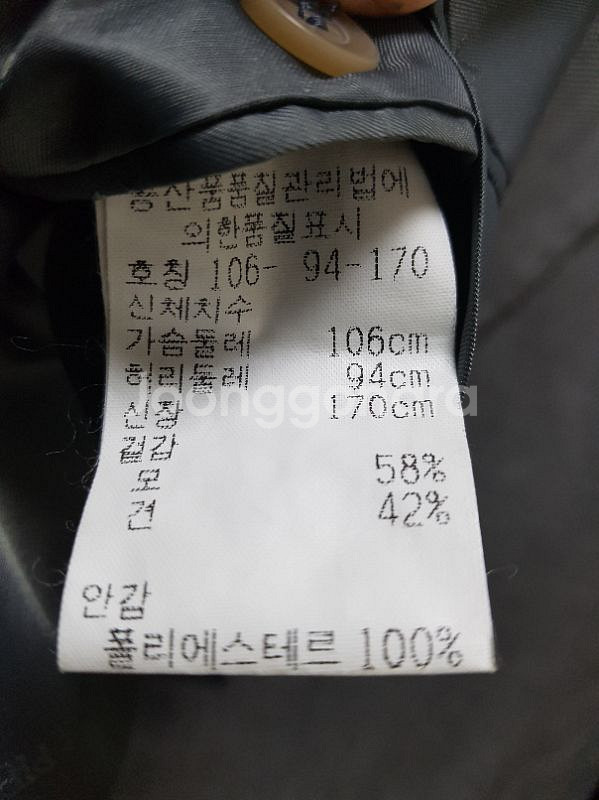 공산품품질관리법에
의한품질표시
호칭 106- 94-170
신체치수
가슴둘레 106cm
허리둘레 94cm
신장 170cm
겉감
모 58%
견 42%
안감
폴리에스테르 100%